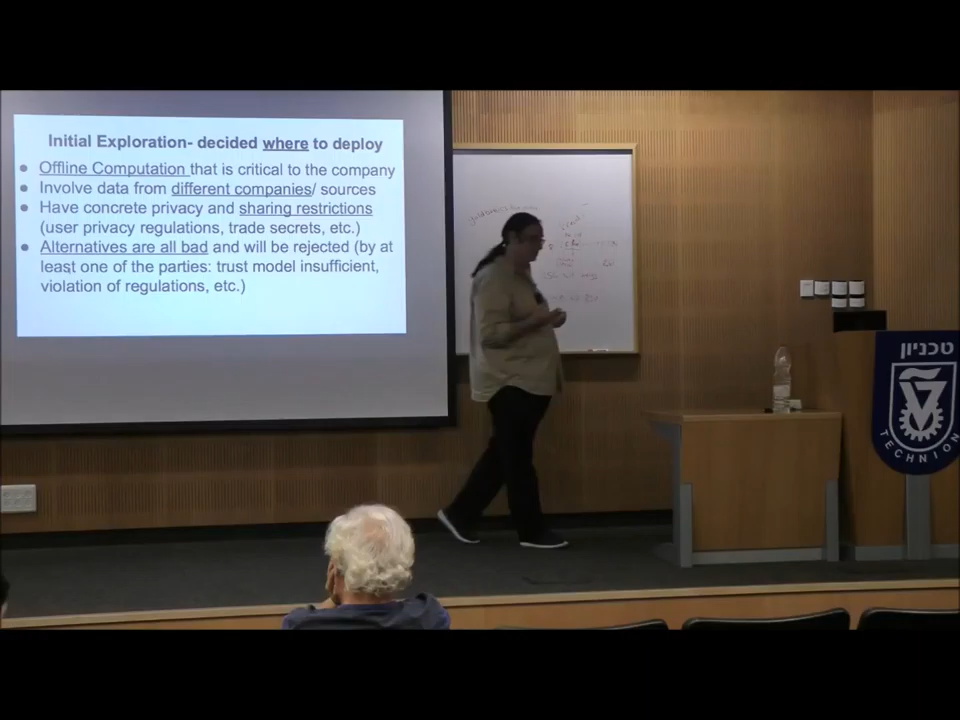 Initial Exploration- decided where to deploy
● Offline Computation that is critical to the company
● Involve data from different companies/ sources
● Have concrete privacy and sharing restrictions
(user privacy regulations, trade secrets, etc.)
● Alternatives are all bad and will be rejected (by at
least one of the parties: trust model insufficient,
violation of regulations, etc.)
טכניון
TECHNION